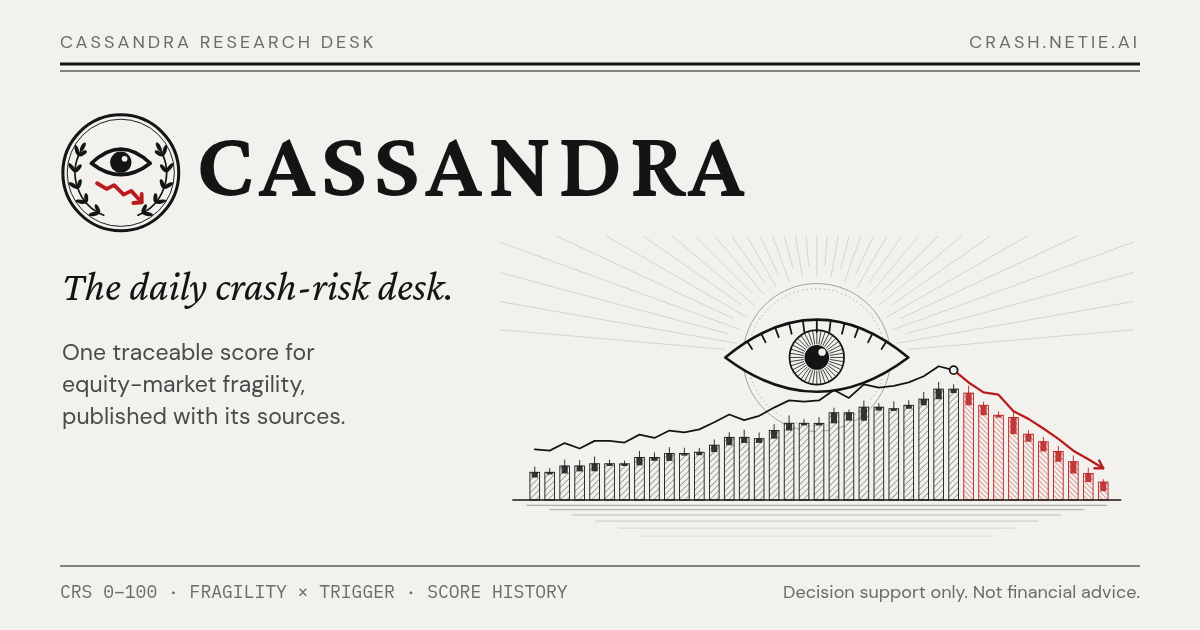 CASSANDRA RESEARCH DESK
CRASH.NETIE.AI
CASSANDRA
The daily crash-risk desk.
One traceable score for
equity-market fragility,
published with its sources.
CRS 0–100 · FRAGILITY × TRIGGER · SCORE HISTORY
Decision support only. Not financial advice.